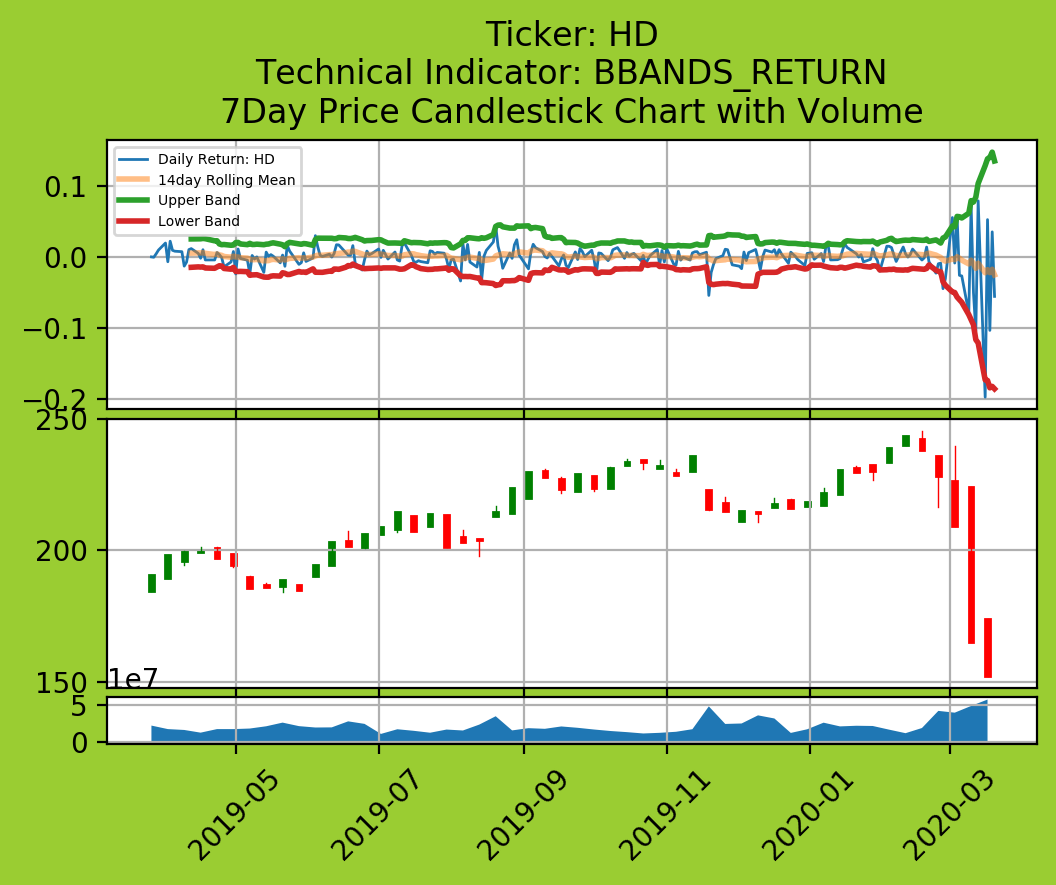 Ticker: HD
Technical Indicator: BBANDS_RETURN
7Day Price Candlestick Chart with Volume
Daily Return: HD
14day Rolling Mean
Upper Band
Lower Band
0.1
0.0
−0.1
−0.2
250
200
150
1e7
5
0
2019-05
2019-07
2019-09
2019-11
2020-01
2020-03